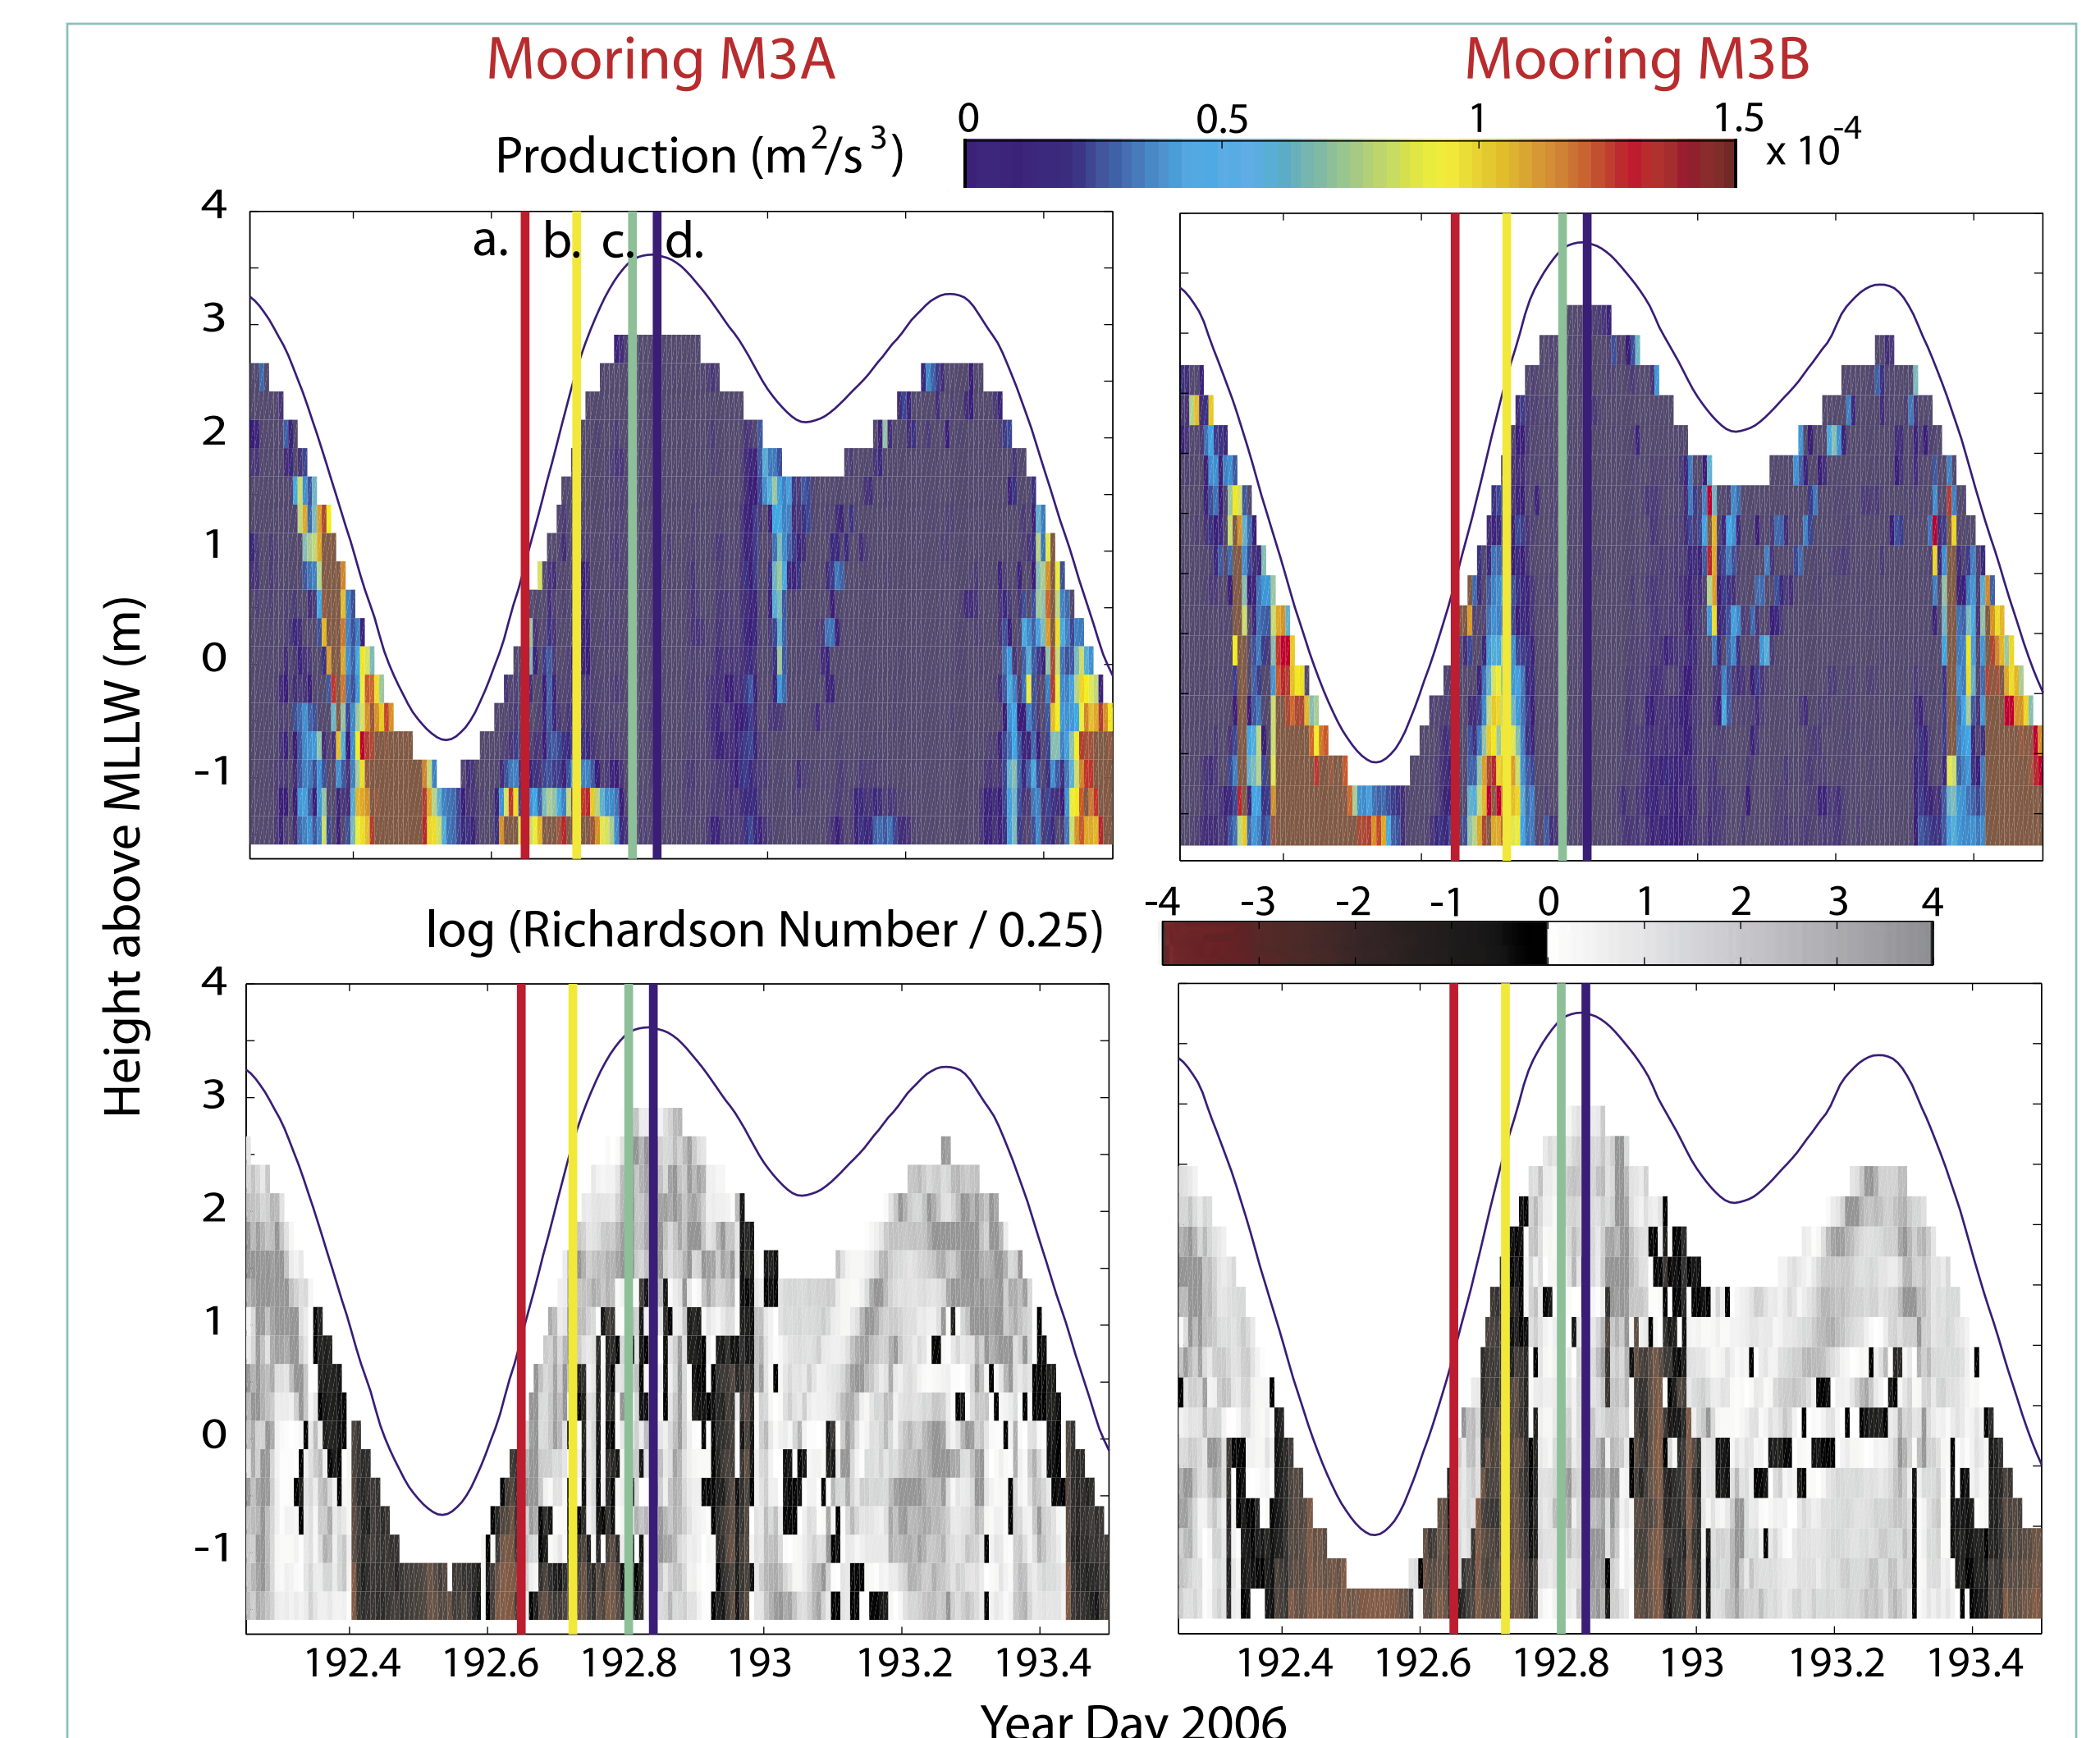 Mooring M3A
Mooring M3B
Production (m²/s³)
0 0.5 1 1.5
x 10⁻⁴
4
3
2
1
0
-1
a. b. c. d.
Height above MLLW (m)
log (Richardson Number / 0.25)
-4 -3 -2 -1 0 1 2 3 4
4
3
2
1
0
-1
192.4 192.6 192.8 193 193.2 193.4
192.4 192.6 192.8 193 193.2 193.4
Year Day 2006